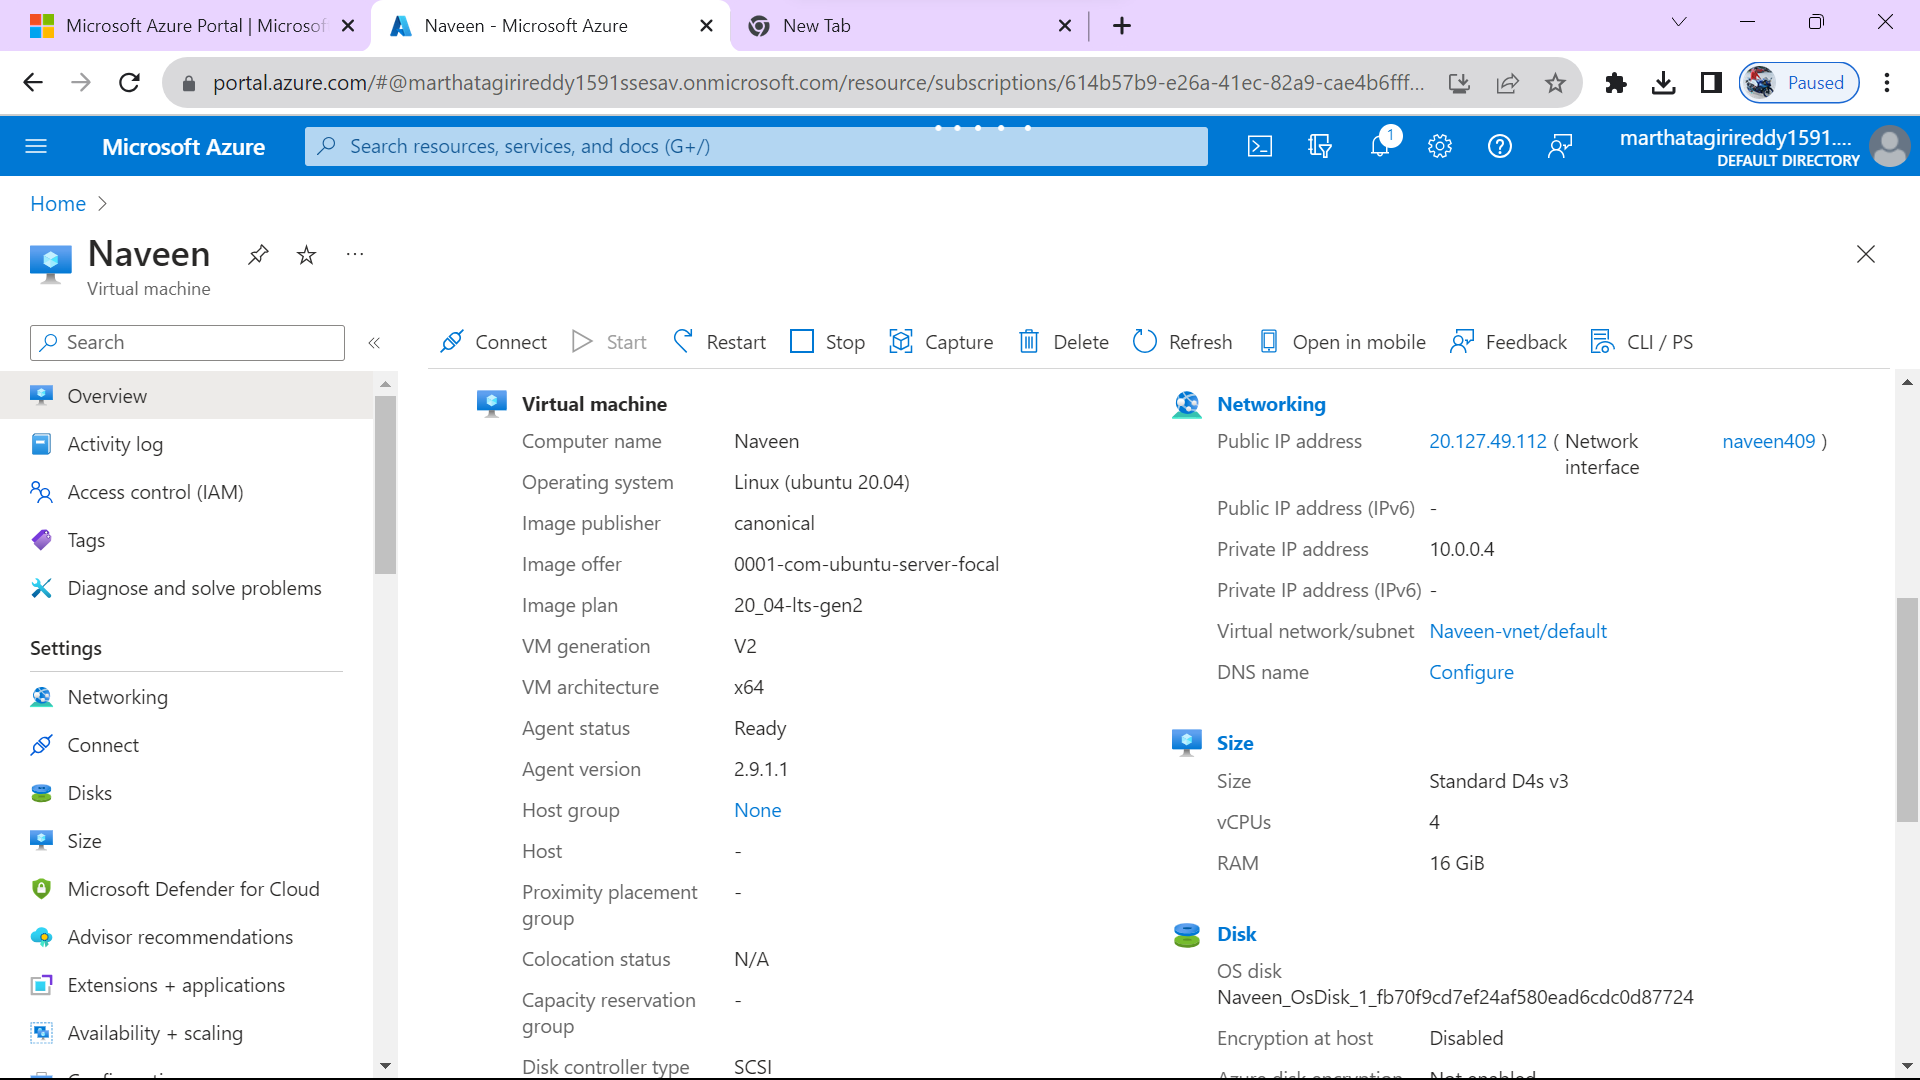 Microsoft Azure Portal | Microsof
Naveen - Microsoft Azure
New Tab
portal.azure.com/#@marthatagirireddy1591ssesav.onmicrosoft.com/resource/subscriptions/614b57b9-e26a-41ec-82a9-cae4b6fff...
Paused
Microsoft Azure
Search resources, services, and docs (G+/)
1
marthatagirireddy1591....
DEFAULT DIRECTORY
Home
Naveen
Virtual machine
Search
Connect
Start
Restart
Stop
Capture
Delete
Refresh
Open in mobile
Feedback
CLI / PS
Overview
Activity log
Access control (IAM)
Tags
Diagnose and solve problems
Settings
Networking
Connect
Disks
Size
Microsoft Defender for Cloud
Advisor recommendations
Extensions + applications
Availability + scaling
Virtual machine
Computer name Naveen
Operating system Linux (ubuntu 20.04)
Image publisher canonical
Image offer 0001-com-ubuntu-server-focal
Image plan 20_04-lts-gen2
VM generation V2
VM architecture x64
Agent status Ready
Agent version 2.9.1.1
Host group None
Host -
Proximity placement -
group
Colocation status N/A
Capacity reservation -
group
Disk controller type SCSI
Networking
Public IP address 20.127.49.112 ( Network naveen409 )
interface
Public IP address (IPv6) -
Private IP address 10.0.0.4
Private IP address (IPv6) -
Virtual network/subnet Naveen-vnet/default
DNS name Configure
Size
Size Standard D4s v3
vCPUs 4
RAM 16 GiB
Disk
OS disk
Naveen_OsDisk_1_fb70f9cd7ef24af580ead6cdc0d87724
Encryption at host Disabled
Azure disk encryption Not enabled